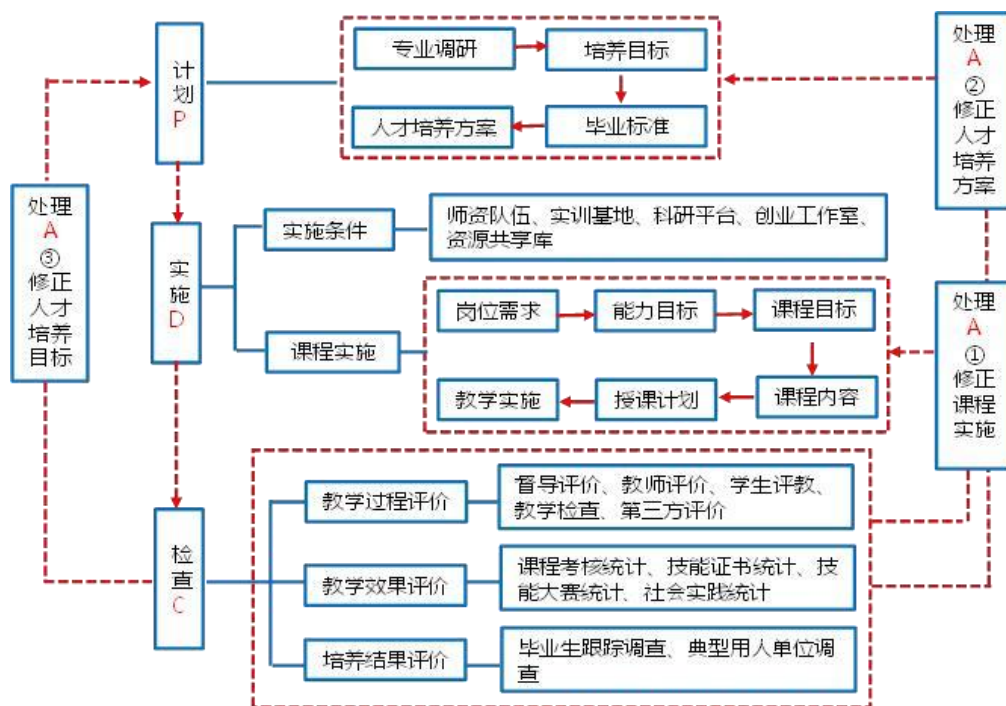 计划P
专业调研
培养目标
人才培养方案
毕业标准
处理A②修正人才培养方案
处理A③修正人才培养目标
实施D
实施条件
师资队伍、实训基地、科研平台、创业工作室、
资源共享库
课程实施
岗位需求
能力目标
课程目标
教学实施
授课计划
课程内容
处理A①修正课程实施
检查C
教学过程评价
督导评价、教师评价、学生评教、
教学检查、第三方评价
教学效果评价
课程考核统计、技能证书统计、技
能大赛统计、社会实践统计
培养结果评价
毕业生跟踪调查、典型用人单位调
查